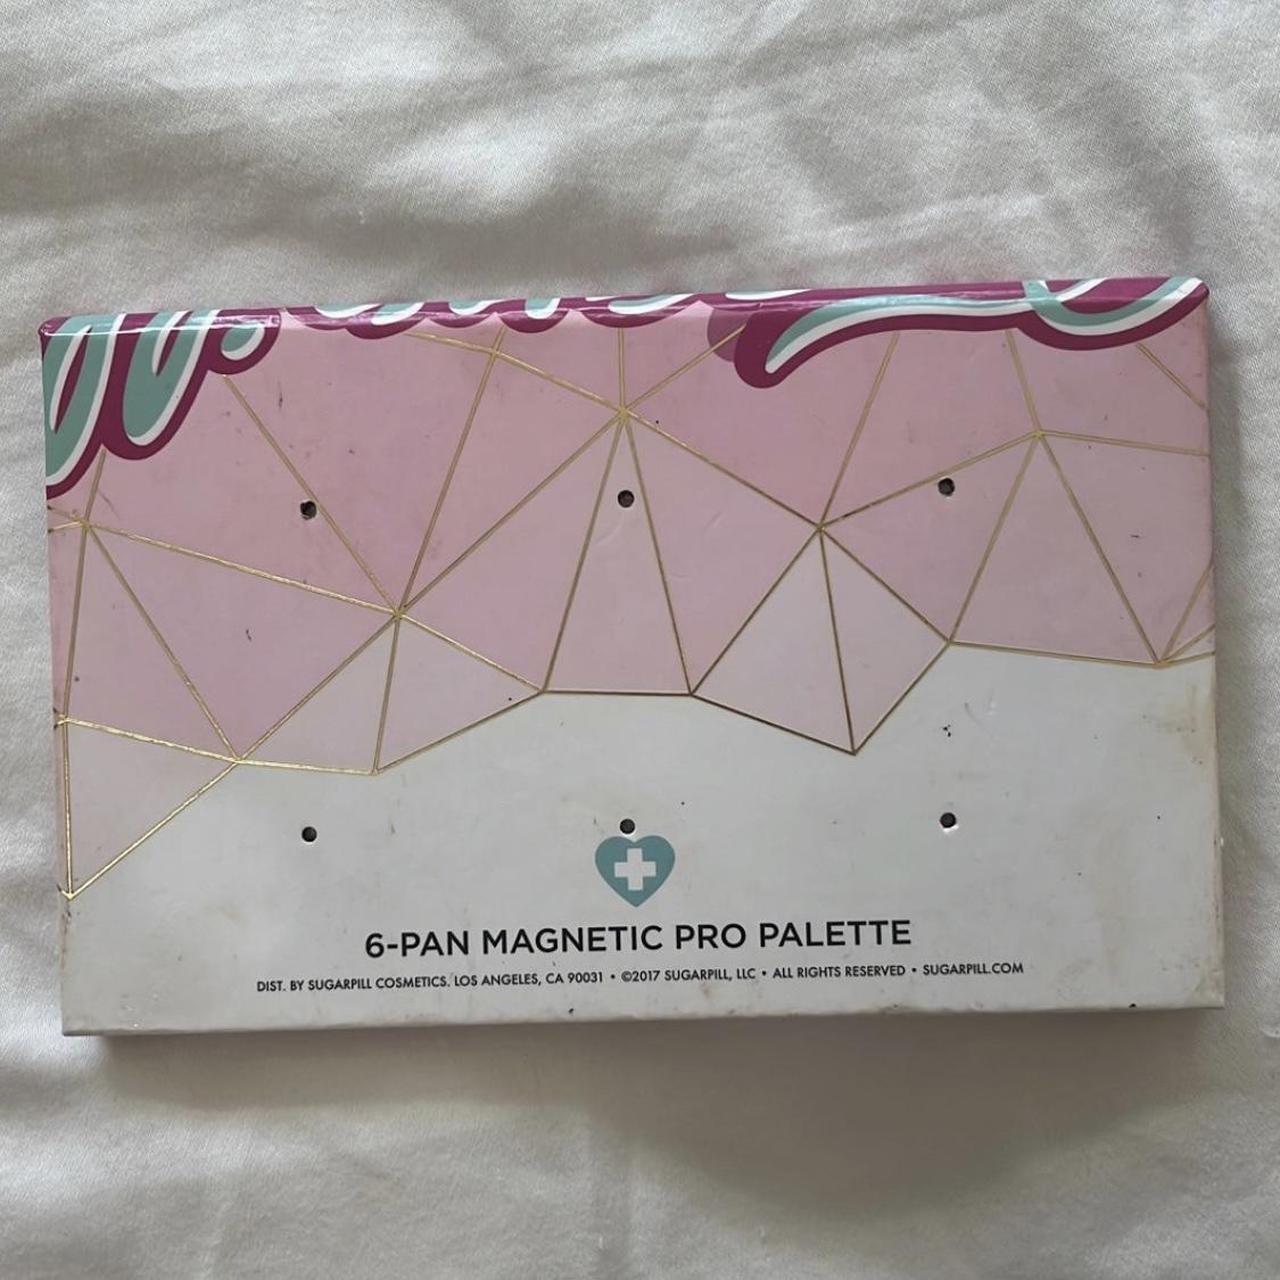 6-PAN MAGNETIC PRO PALETTE
DIST. BY SUGARPILL COSMETICS. LOS ANGELES, CA 90031 • ©2017 SUGARPILL, LLC • ALL RIGHTS RESERVED • SUGARPILL.COM